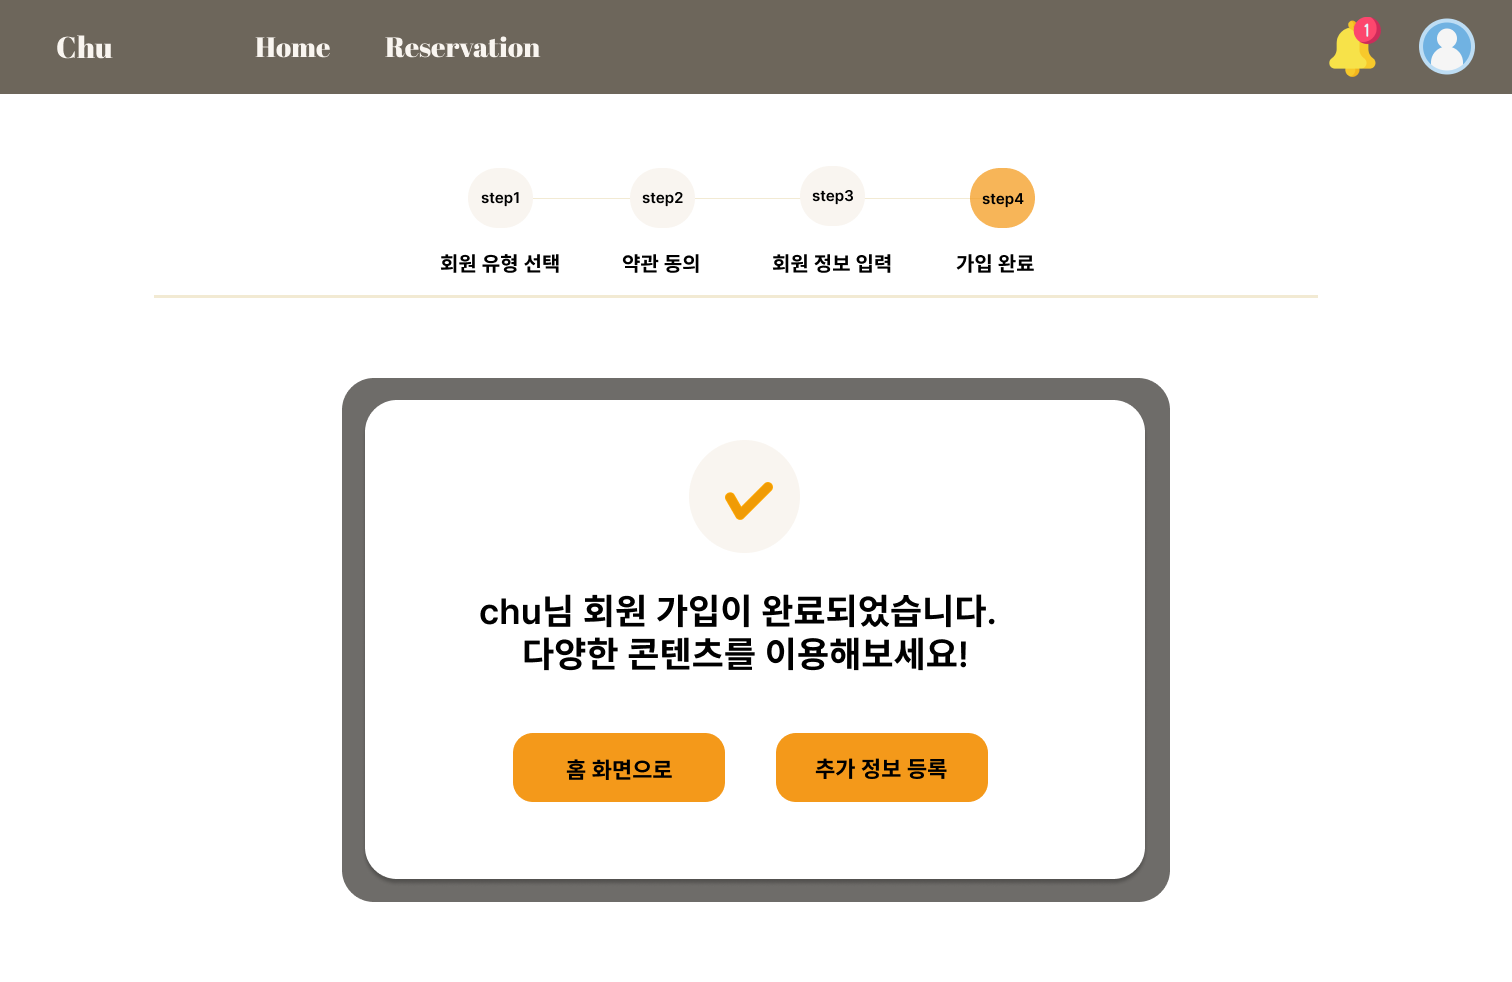 Chu Home Reservation 1
step1 step2 step3 step4
회원 유형 선택 약관 동의 회원 정보 입력 가입 완료
chu님 회원 가입이 완료되었습니다.
다양한 콘텐츠를 이용해보세요!
홈 화면으로 추가 정보 등록